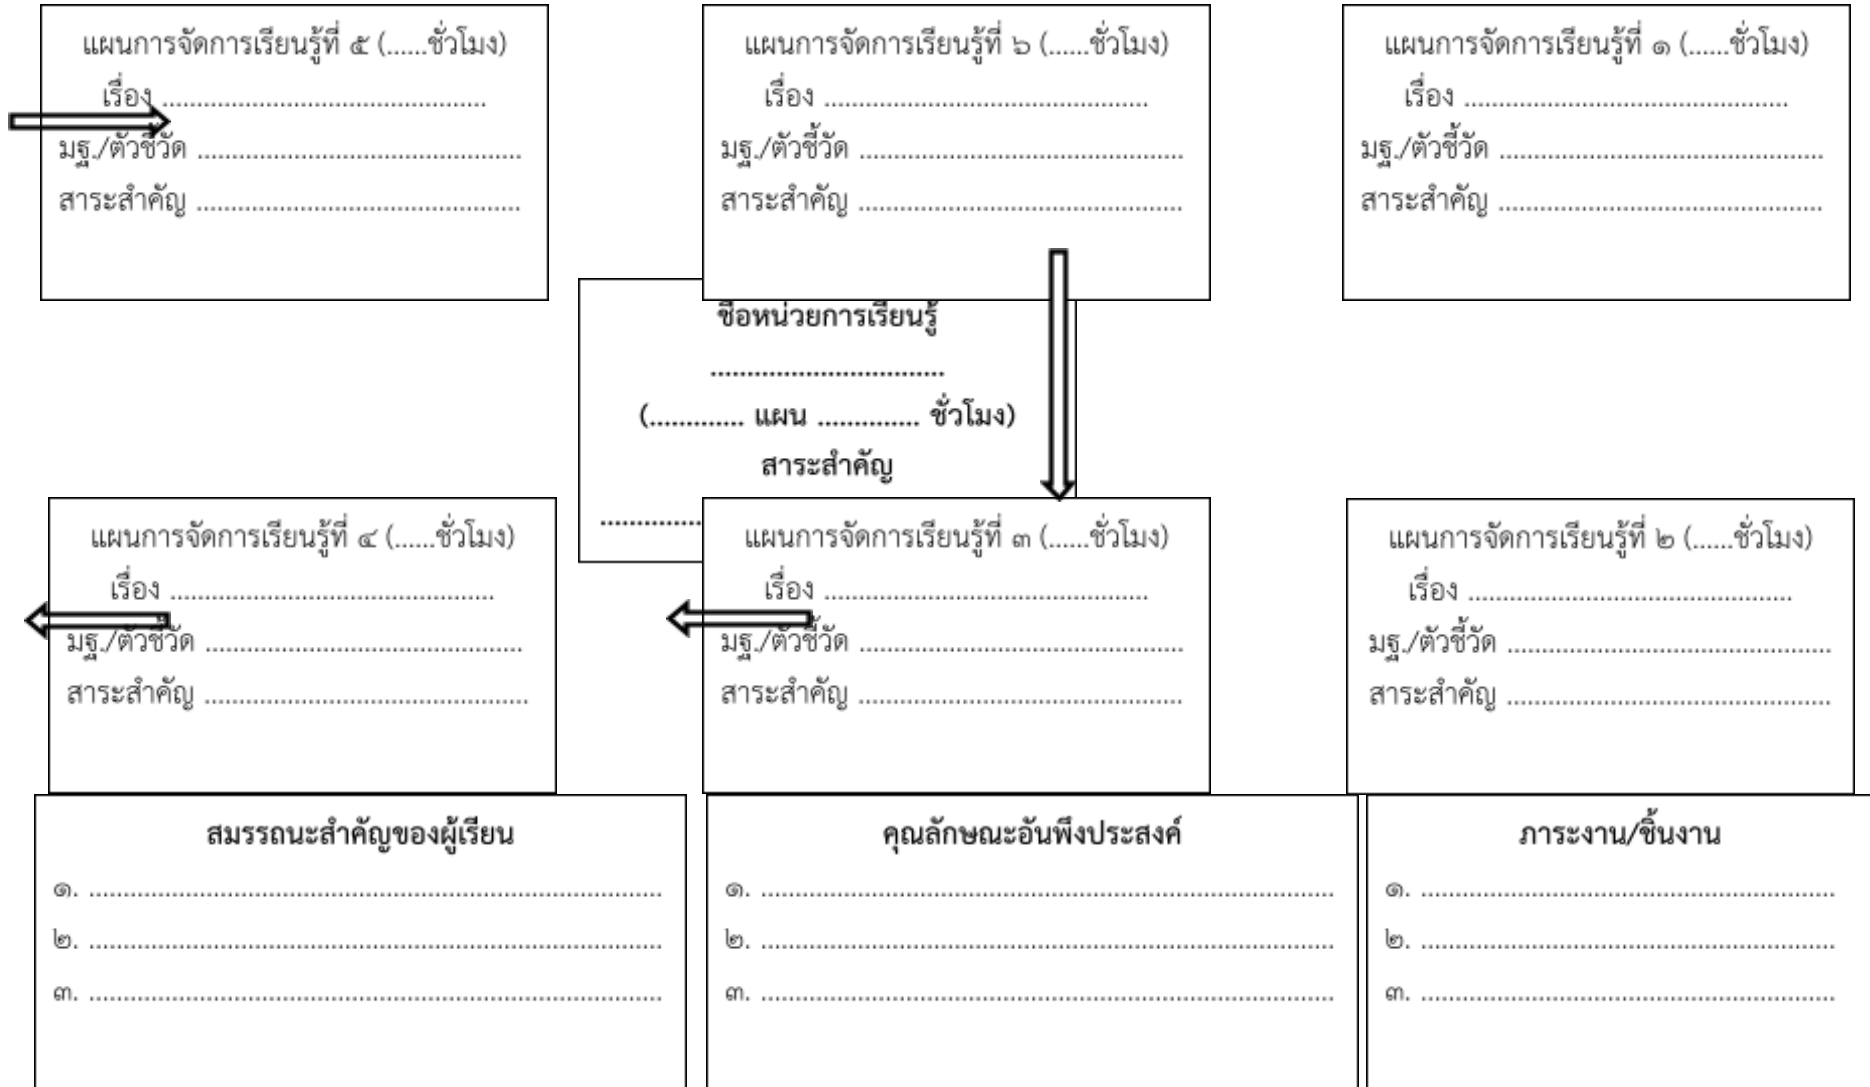 แผนการจัดการเรียนรู้ที่ ๕ (......ชั่วโมง)
เรื่อง ................................................
มฐ./ตัวชี้วัด ................................................
สาระสำคัญ ................................................
แผนการจัดการเรียนรู้ที่ ๖ (......ชั่วโมง)
เรื่อง ................................................
มฐ./ตัวชี้วัด ................................................
สาระสำคัญ ................................................
แผนการจัดการเรียนรู้ที่ ๑ (......ชั่วโมง)
เรื่อง ................................................
มฐ./ตัวชี้วัด ................................................
สาระสำคัญ ................................................
ชื่อหน่วยการเรียนรู้
................................
(............. แผน .............. ชั่วโมง)
สาระสำคัญ
..............
แผนการจัดการเรียนรู้ที่ ๔ (......ชั่วโมง)
เรื่อง ................................................
มฐ./ตัวชี้วัด ................................................
สาระสำคัญ ................................................
แผนการจัดการเรียนรู้ที่ ๓ (......ชั่วโมง)
เรื่อง ................................................
มฐ./ตัวชี้วัด ................................................
สาระสำคัญ ................................................
แผนการจัดการเรียนรู้ที่ ๒ (......ชั่วโมง)
เรื่อง ................................................
มฐ./ตัวชี้วัด ................................................
สาระสำคัญ ................................................
สมรรถนะสำคัญของผู้เรียน
๑. ................................................................................
๒. ................................................................................
๓. ................................................................................
คุณลักษณะอันพึงประสงค์
๑. ................................................................................
๒. ................................................................................
๓. ................................................................................
ภาระงาน/ชิ้นงาน
๑. ..........................................................
๒. ..........................................................
๓. ..........................................................